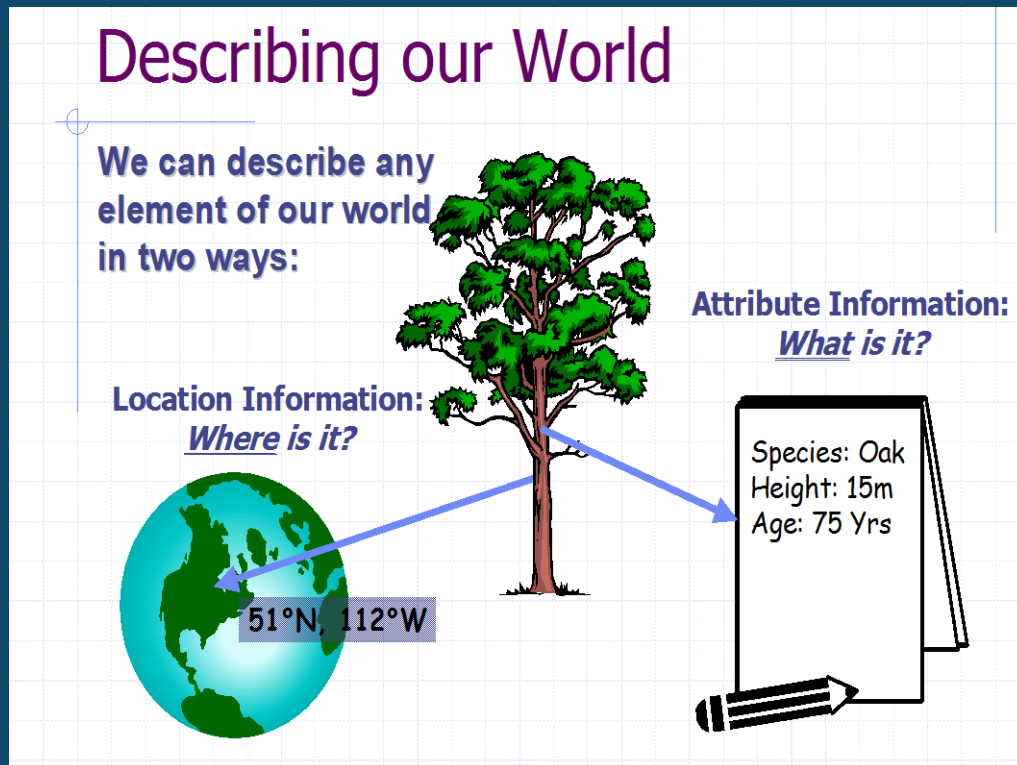 Describing our World
We can describe any
element of our world
in two ways:
Location Information:
Where is it?
51°N, 112°W
Attribute Information:
What is it?
Species: Oak
Height: 15m
Age: 75 Yrs